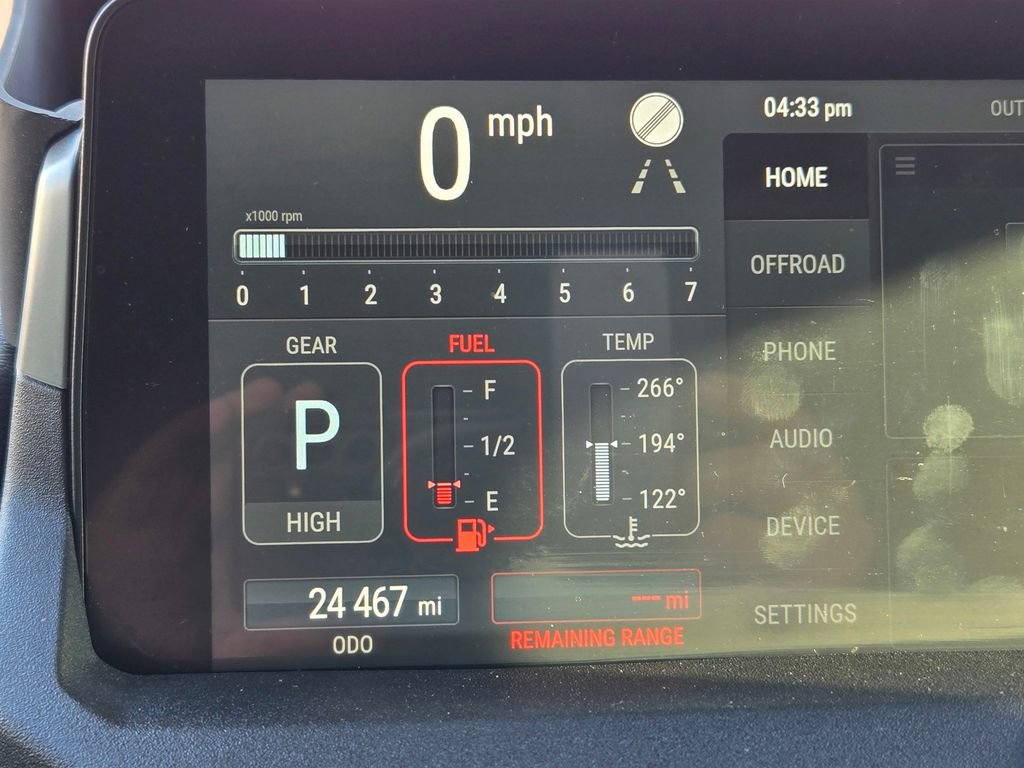 0 mph
04:33 pm
OUT
x1000 rpm
HOME
0 1 2 3 4 5 6 7
OFFROAD
GEAR FUEL TEMP
PHONE
P
HIGH
F
1/2
E
266°
194°
122°
AUDIO
DEVICE
24 467 mi
ODO
--- mi
REMAINING RANGE
SETTINGS